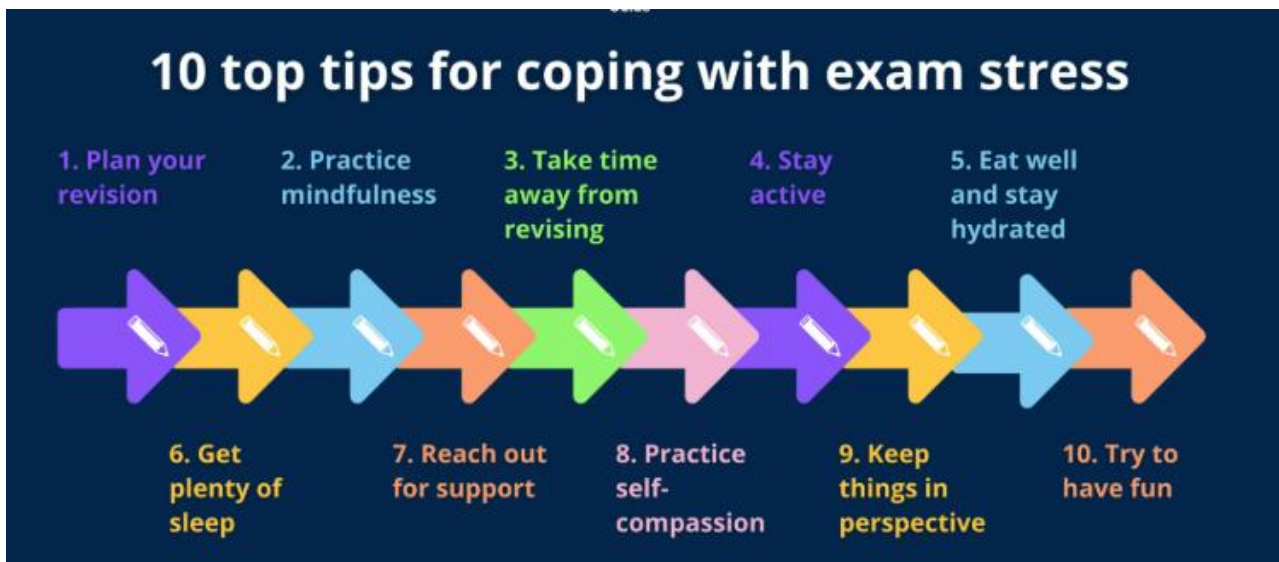 10 top tips for coping with exam stress
1. Plan your
revision
2. Practice
mindfulness
3. Take time
away from
revising
4. Stay
active
5. Eat well
and stay
hydrated
6. Get
plenty of
sleep
7. Reach out
for support
8. Practice
self-
compassion
9. Keep
things in
perspective
10. Try to
have fun